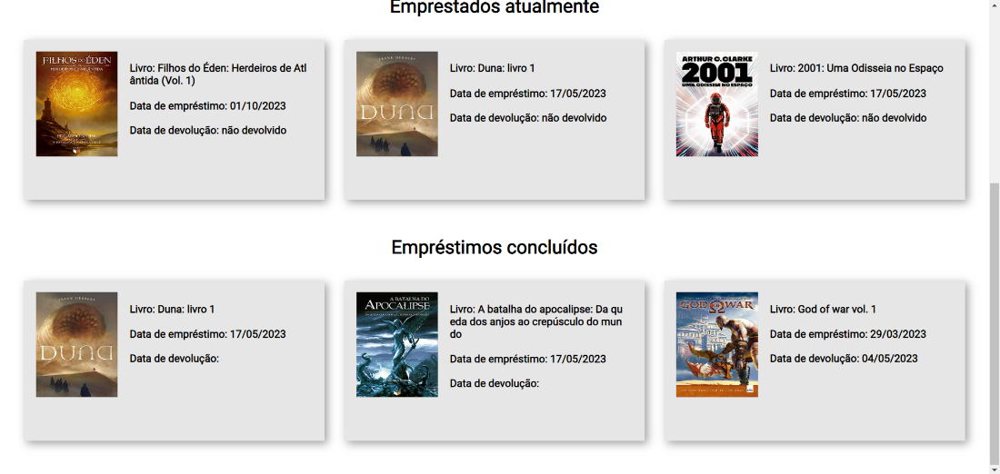 Emprestados atualmente
FILHOS DO ÉDEN
HERDEIROS DE ATLÂNTIDA
Livro: Filhos do Éden: Herdeiros de Atl
ântida (Vol. 1)
Data de empréstimo: 01/10/2023
Data de devolução: não devolvido
FRANK HERBERT
DUNA
Livro: Duna: livro 1
Data de empréstimo: 17/05/2023
Data de devolução: não devolvido
ARTHUR C. CLARKE
2001
UMA ODISSEIA NO ESPAÇO
Livro: 2001: Uma Odisseia no Espaço
Data de empréstimo: 17/05/2023
Data de devolução: não devolvido
Empréstimos concluídos
FRANK HERBERT
DUNA
Livro: Duna: livro 1
Data de empréstimo: 17/05/2023
Data de devolução:
A BATALHA DO
APOCALIPSE
Livro: A batalha do apocalipse: Da qu
eda dos anjos ao crepúsculo do mun
do
Data de empréstimo: 17/05/2023
Data de devolução:
GOD OF WAR
Livro: God of war vol. 1
Data de empréstimo: 29/03/2023
Data de devolução: 04/05/2023